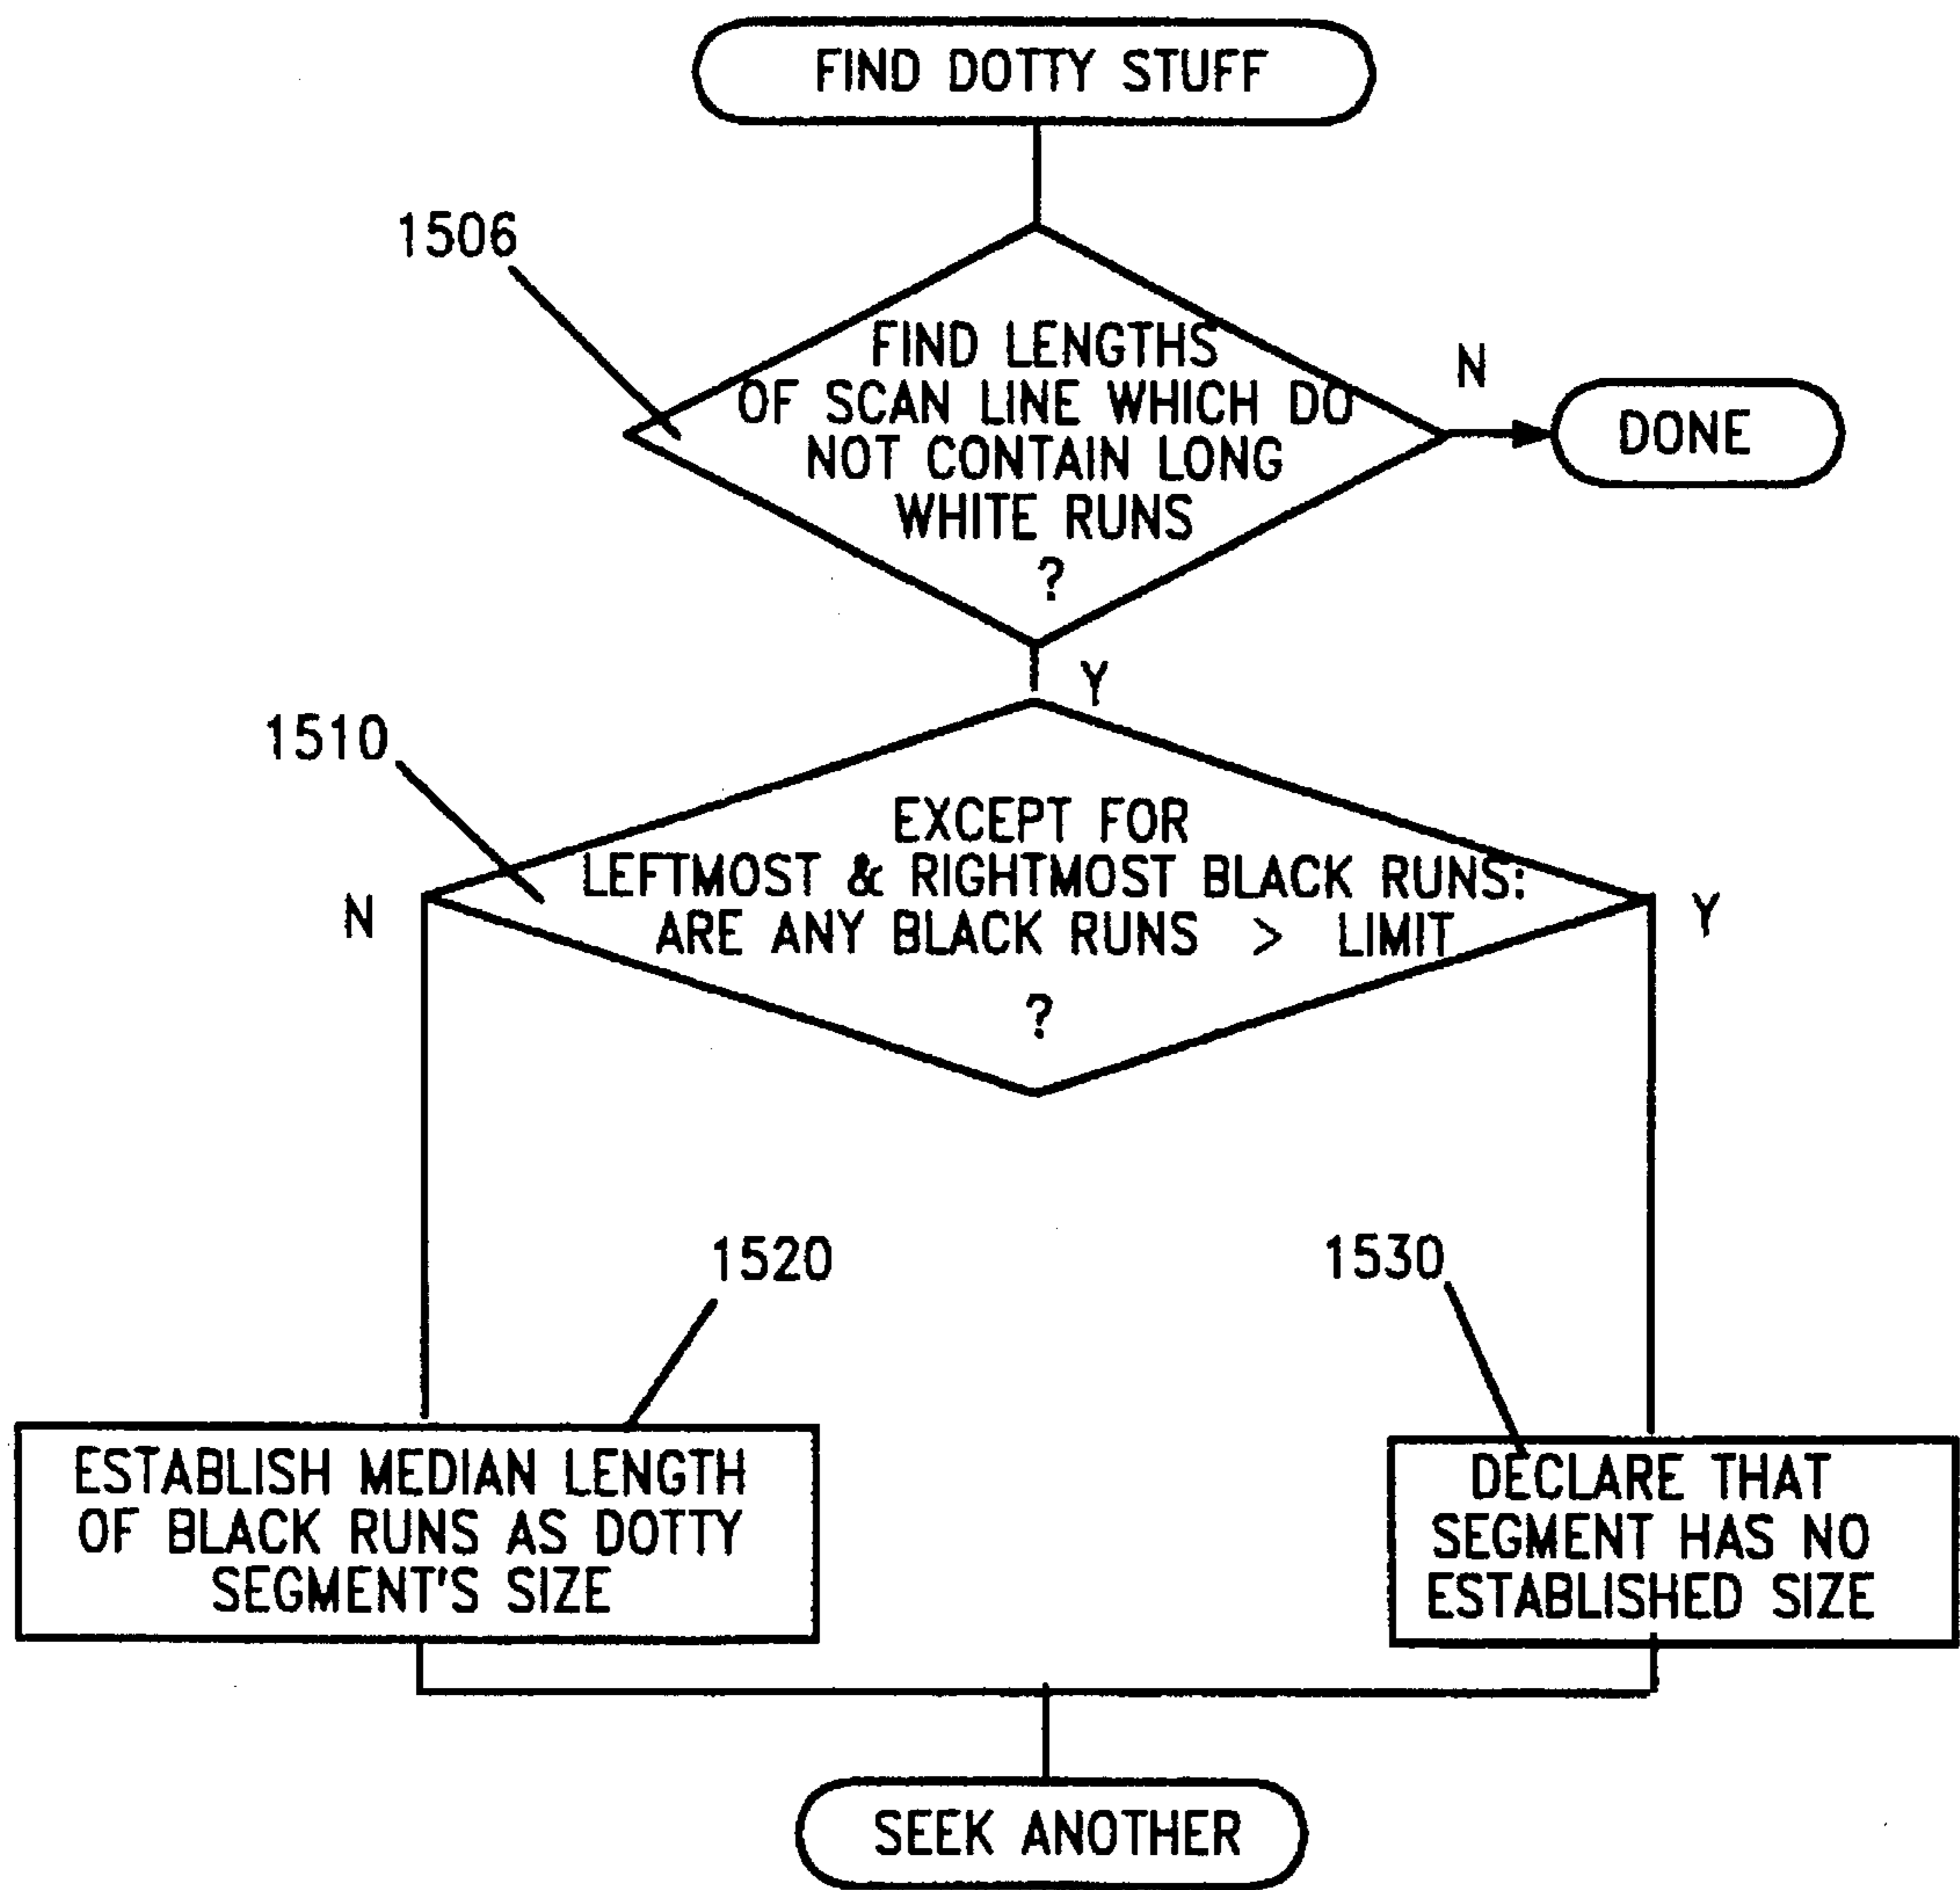 FIND DOTTY STUFF
1506
FIND LENGTHS
OF SCAN LINE WHICH DO
NOT CONTAIN LONG
WHITE RUNS
?
N
DONE
Y
1510
EXCEPT FOR
LEFTMOST & RIGHTMOST BLACK RUNS:
ARE ANY BLACK RUNS > LIMIT
?
N
Y
1520
1530
ESTABLISH MEDIAN LENGTH
OF BLACK RUNS AS DOTTY
SEGMENT'S SIZE
DECLARE THAT
SEGMENT HAS NO
ESTABLISHED SIZE
SEEK ANOTHER